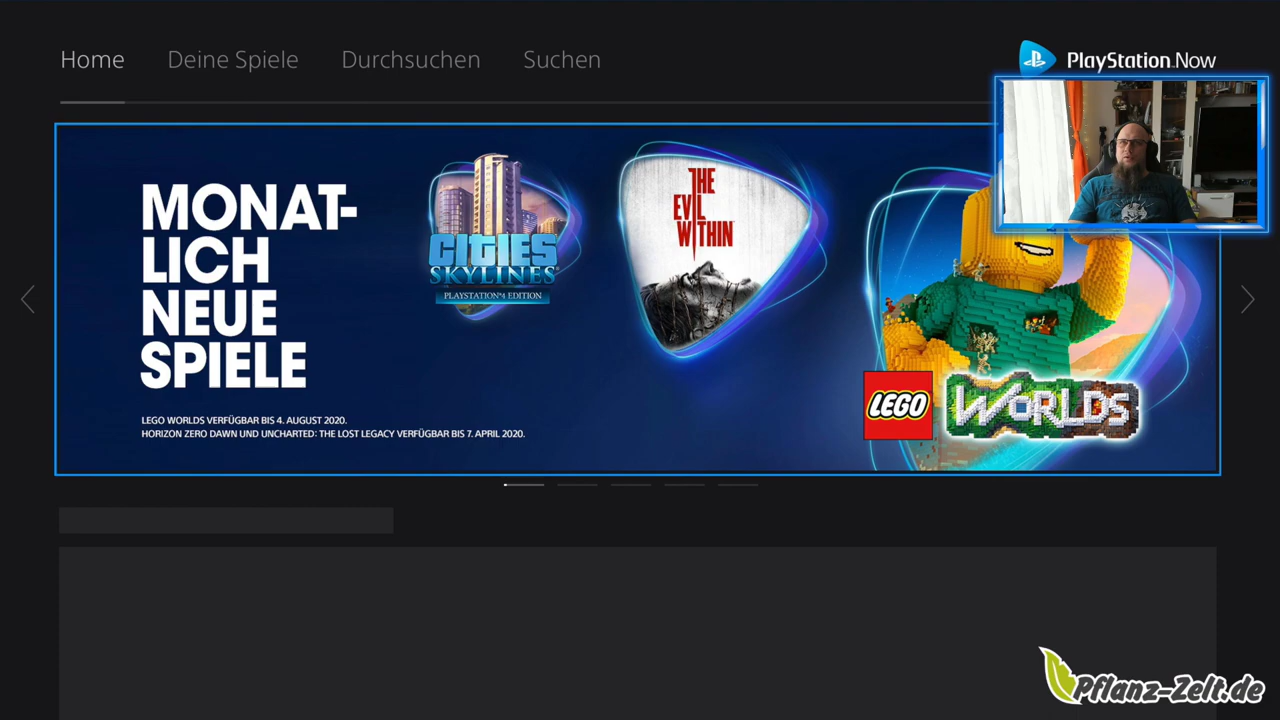 Home Deine Spiele Durchsuchen Suchen
PlayStation Now
MONAT-
LICH
NEUE
SPIELE
LEGO WORLDS VERFÜGBAR BIS 4. AUGUST 2020.
HORIZON ZERO DAWN UND UNCHARTED: THE LOST LEGACY VERFÜGBAR BIS 7. APRIL 2020.
CITIES
SKYLINES
PLAYSTATION®4 EDITION
THE
EVIL
WITHIN
LEGO WORLDS
Pflanz-Zelt.de